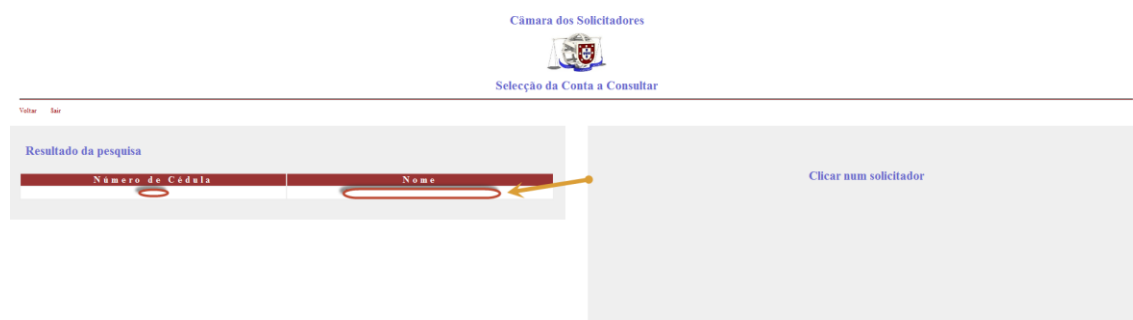 Câmara dos Solicitadores
Selecção da Conta a Consultar
Voltar Sair
Resultado da pesquisa
Número de Cédula Nome
Clicar num solicitador